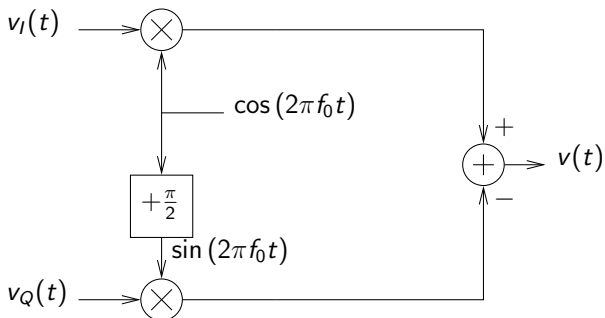 v_I(t)
cos (2πf_0t)
+
+
v(t)
−
+π/2
sin (2πf_0t)
v_Q(t)